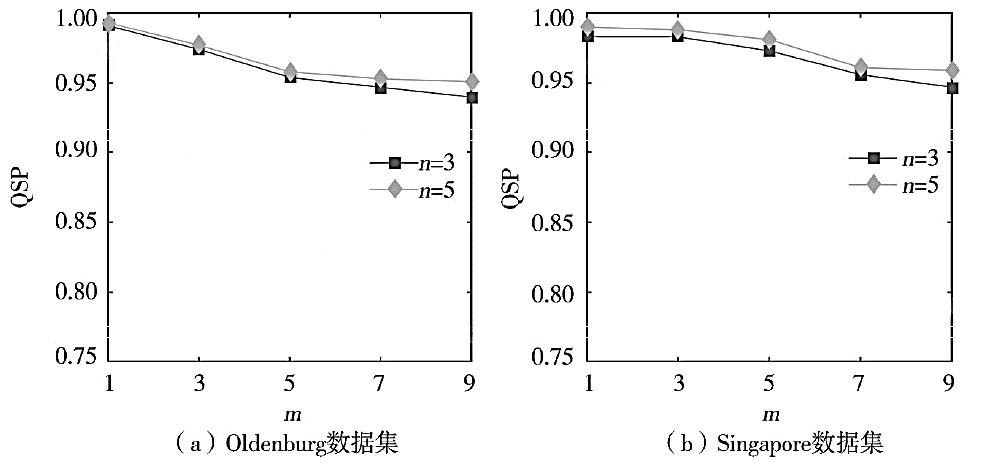 1.00
0.95
0.90
0.85
0.80
0.75
QSP
n=3
n=5
1 3 5 7 9
m
（a）Oldenburg数据集
1.00
0.95
0.90
0.85
0.80
0.75
QSP
n=3
n=5
1 3 5 7 9
m
（b）Singapore数据集